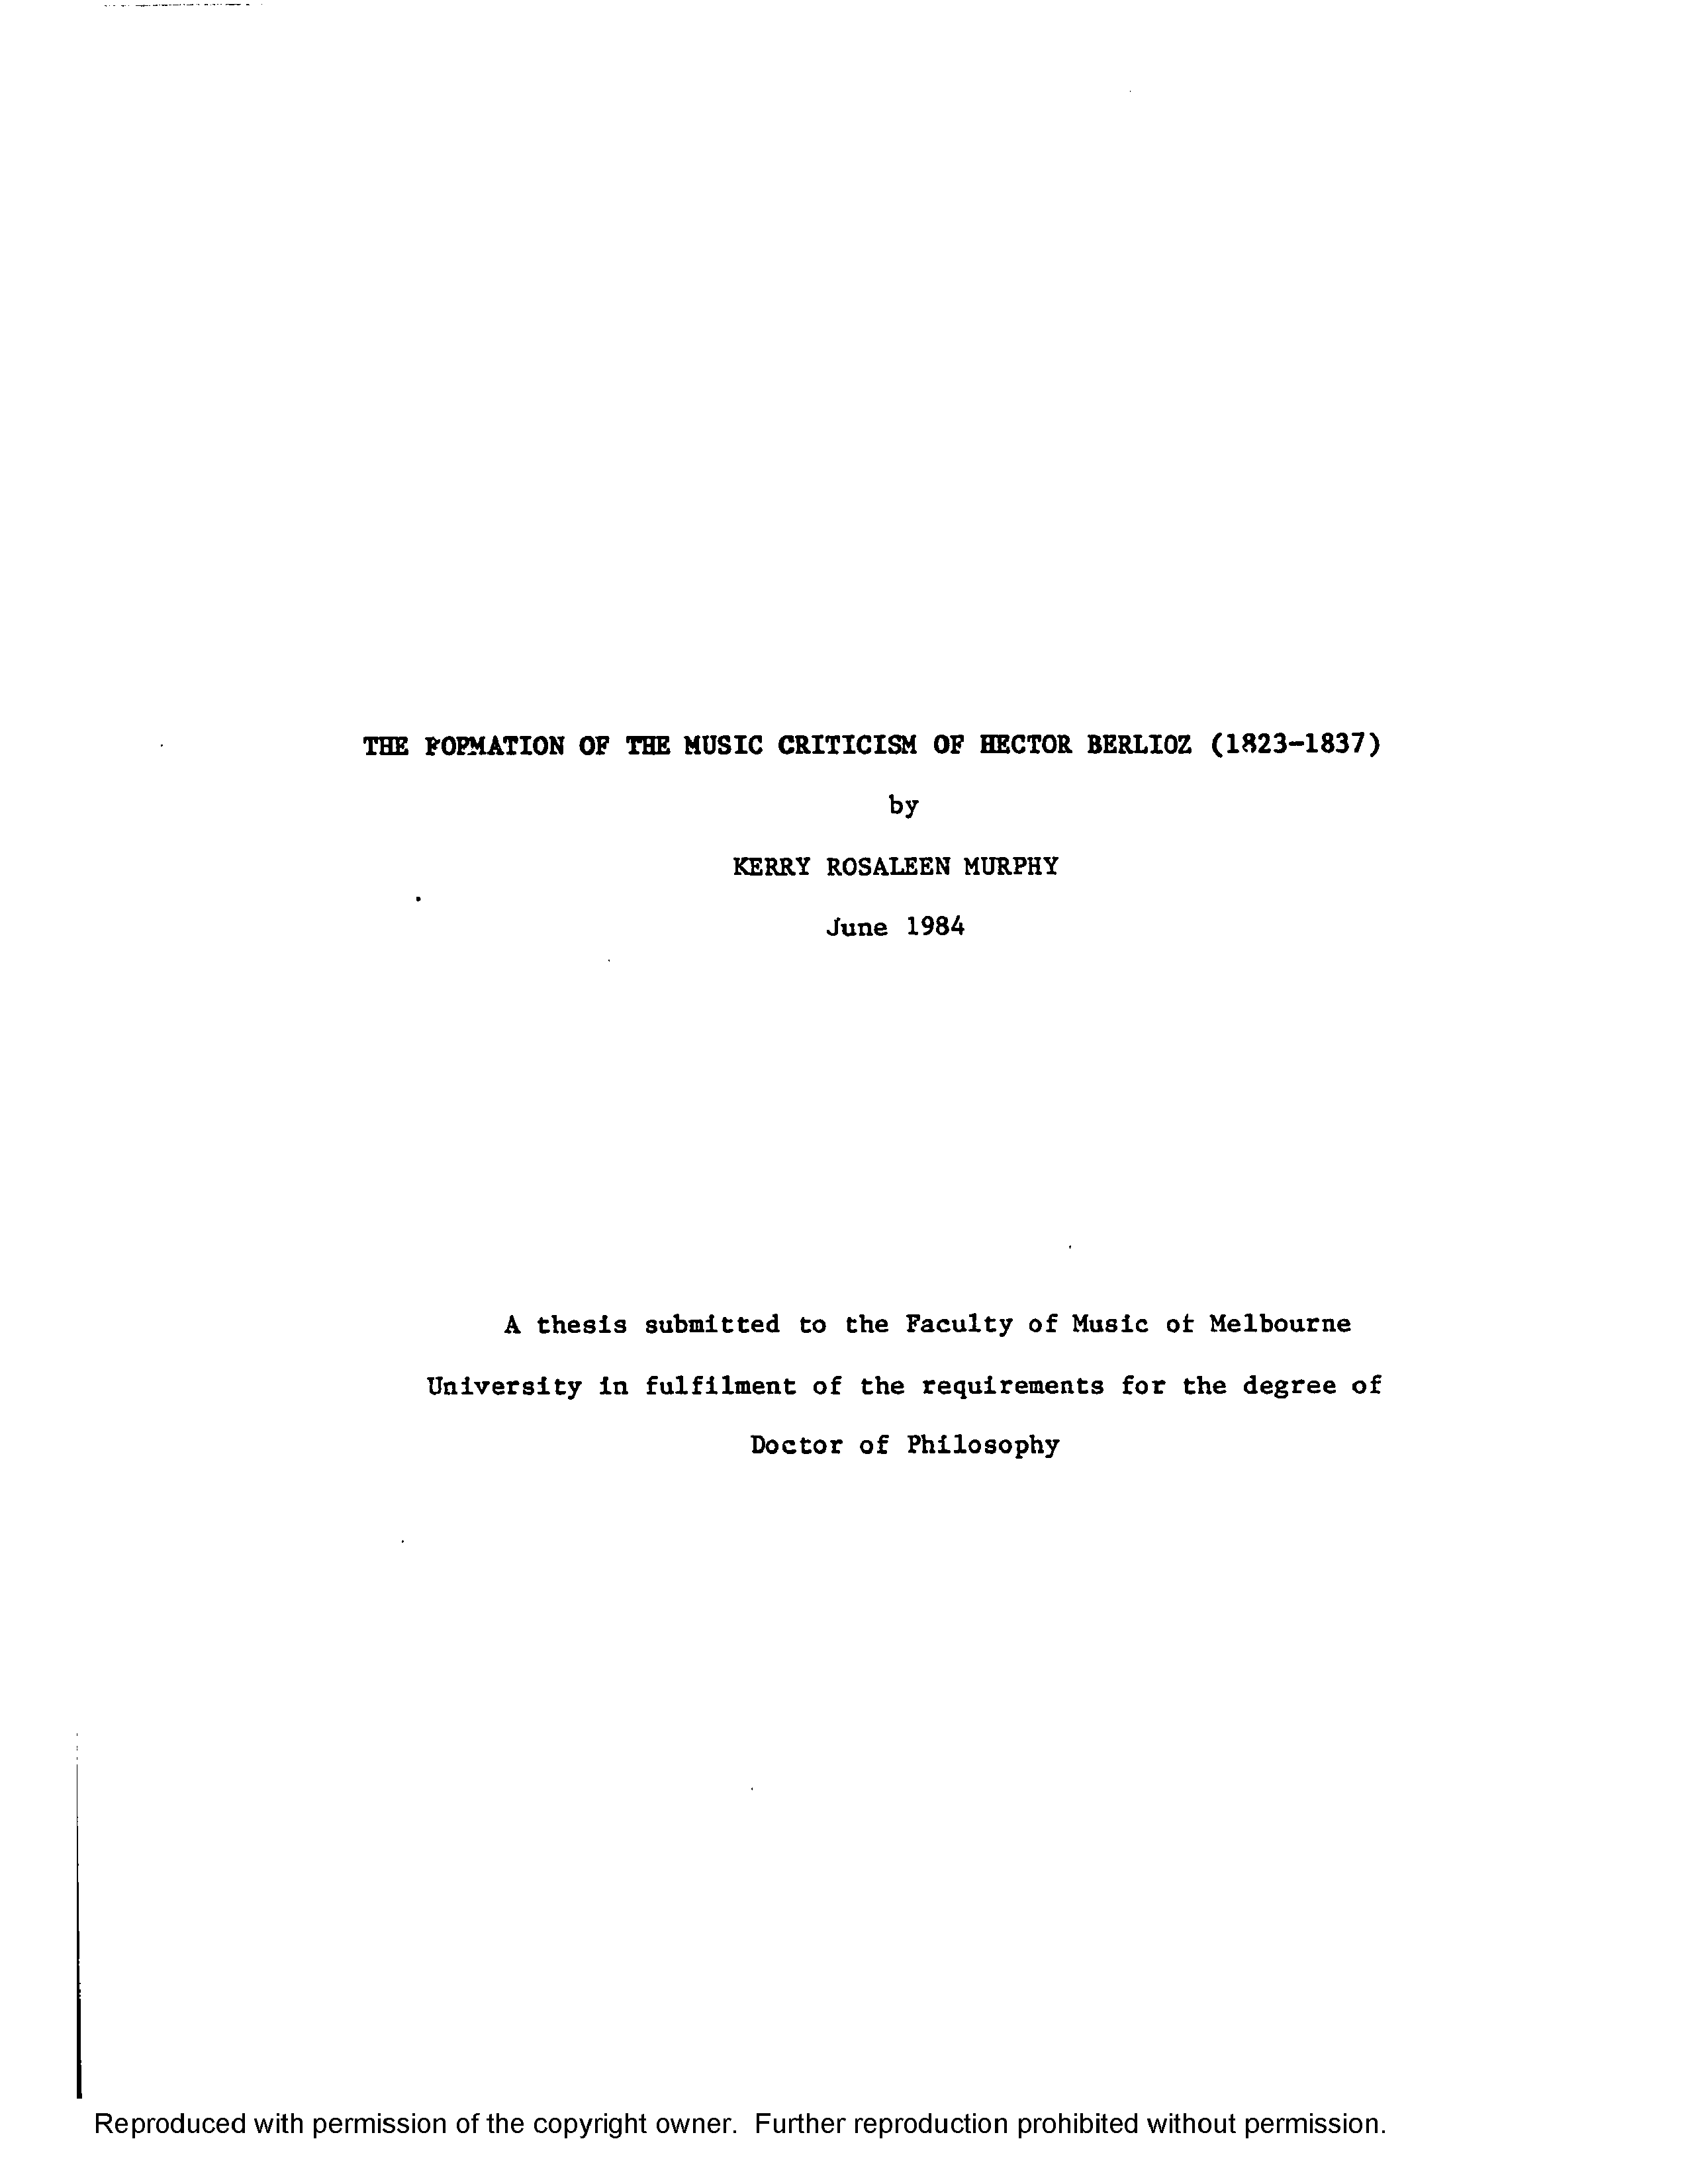 THE FORMATION OF THE MUSIC CRITICISM OF HECTOR BERLIOZ (1823-1837)
by
KERRY ROSALEEN MURPHY
June 1984
A thesis submitted to the Faculty of Music of Melbourne
University in fulfilment of the requirements for the degree of
Doctor of Philosophy
Reproduced with permission of the copyright owner. Further reproduction prohibited without permission.